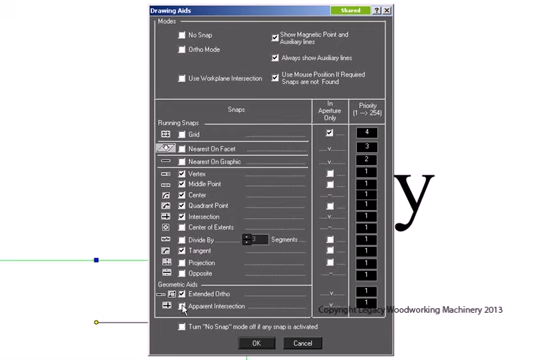 Drawing Aids
Shared
? X
Modes
No Snap
Show Magnetic Point and
Auxiliary lines
Ortho Mode
Always show Auxiliary lines
Use Workplane Intersection
Use Mouse Position If Required
Snaps are not Found
Snaps
In
Aperture
Only
Priority
(1 --> 254)
Running Snaps
Grid 4
Nearest On Facet 3
Nearest On Graphic 2
Vertex 1
Middle Point 1
Center 1
Quadrant Point 1
Intersection 1
Center of Extents 1
Divide By 3 Segments 1
Tangent 1
Projection 1
Opposite 1
Geometric Aids
Extended Ortho 1
Apparent Intersection 1
Turn "No Snap" mode off if any snap is activated
OK Cancel
y
Copyright Legacy Woodworking Machinery 2013